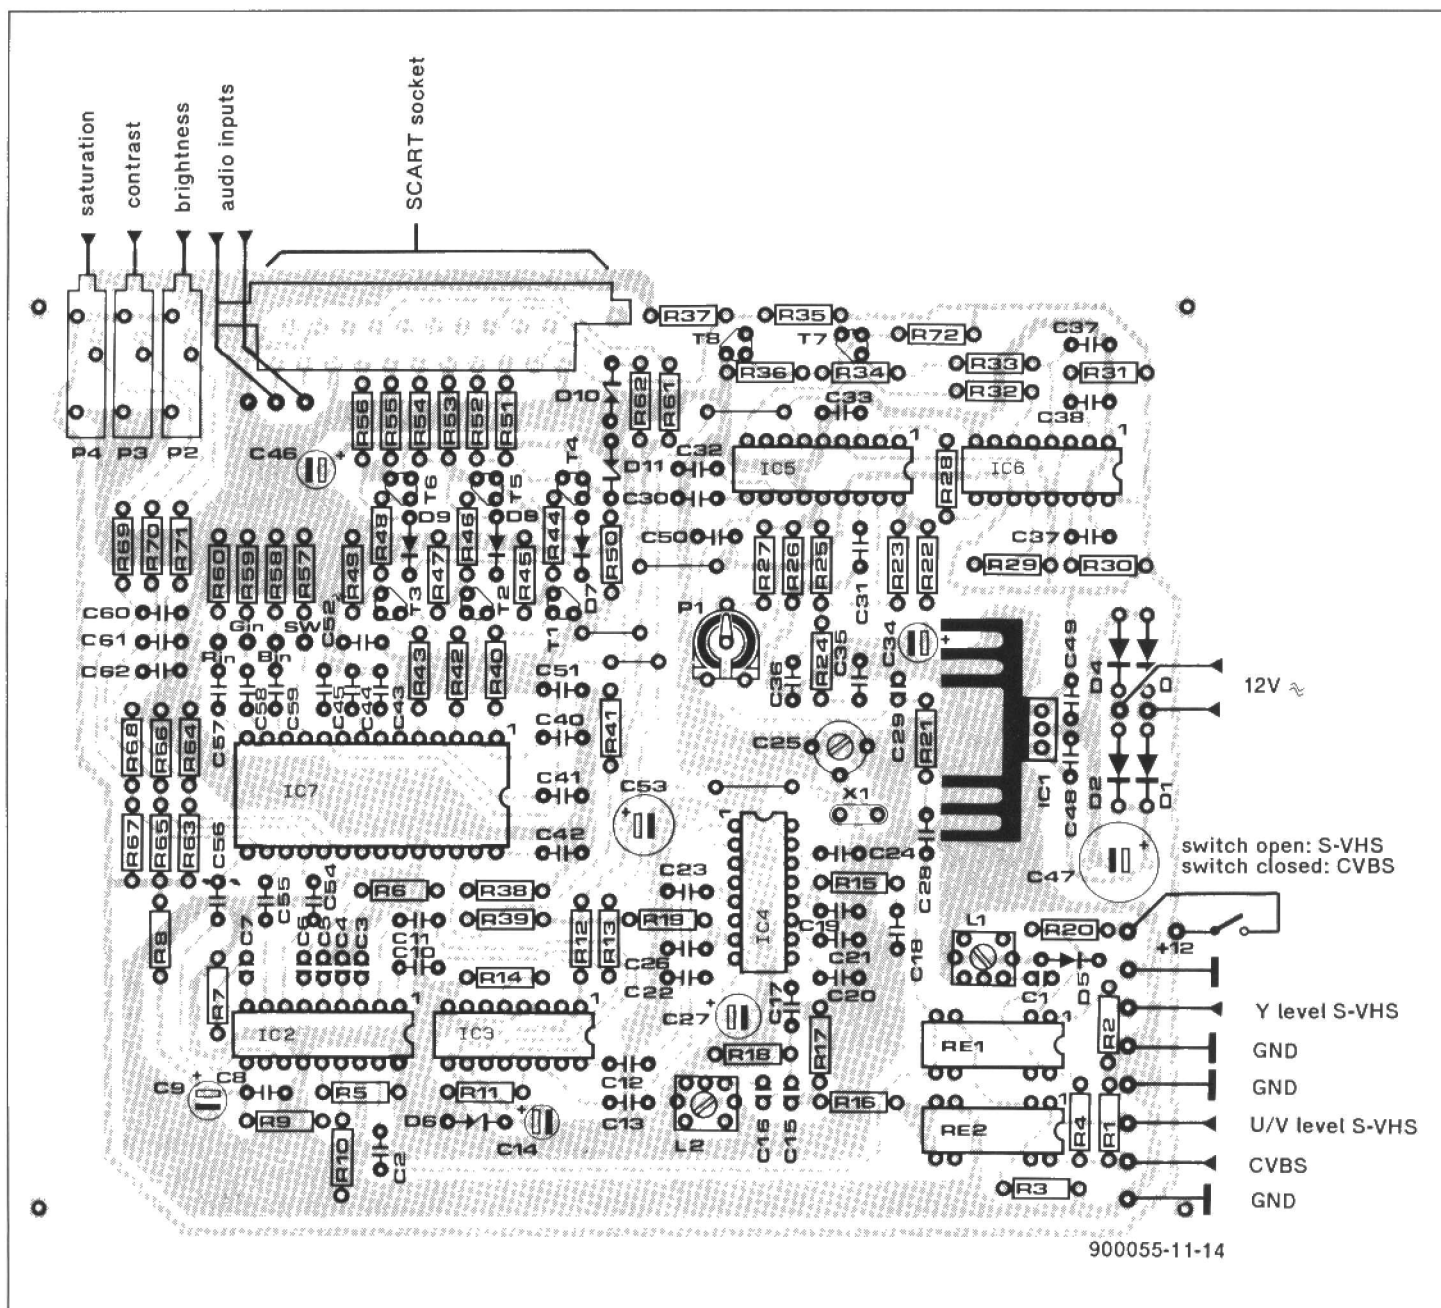 saturation
contrast
brightness
audio inputs
SCART socket
P4 P3 P2
C46
R56 R55 R54 R53 R52 R51
D10
R62 R61
R37
R35
T8
T7
R72
C37
R36
R34
R33
R32
R31
C33
C38
T4
D11
C32
C30
IC5
1
R28
IC6
1
T6
T5
R48
D9
R46
D8
R44
R50
C50
R69 R70 R71
R60 R59 R58 R57
R49
R47
R45
R27 R26 R25
C31
R23 R22
C37
R29
R30
T3
T2
T1
D7
P1
C60
C61
C62
Gin
SW
Rin
Bin
C52
C57
C58
C59
C45
C44
C43
R43 R42 R40
C51
C40
R41
C36
R24
C35
C34
C29
R21
C49
D4
D
12V ≈
R68 R66 R64
IC7
1
C41
C42
C53
C25
X1
IC1
C48
D2
D1
R67 R65 R63
C56
C55
C54
R6
R38
R39
C23
R19
IC4
1
C24
R15
C28
C47
switch open: S-VHS
switch closed: CVBS
R8
C7
C6
C5
C4
C3
C11
C10
R12 R13
C26
C22
C19
C21
C20
C18
L1
R20
+12
D5
C1
R7
R14
IC2
1
IC3
1
C27
C17
R17
R18
RE1
1
R2
Y level S-VHS
GND
GND
C9
C8
R5
R11
C12
C13
L2
C16
C15
R16
RE2
1
R4
R1
U/V level S-VHS
CVBS
GND
R9
D6
C14
R10
C2
R3
900055-11-14